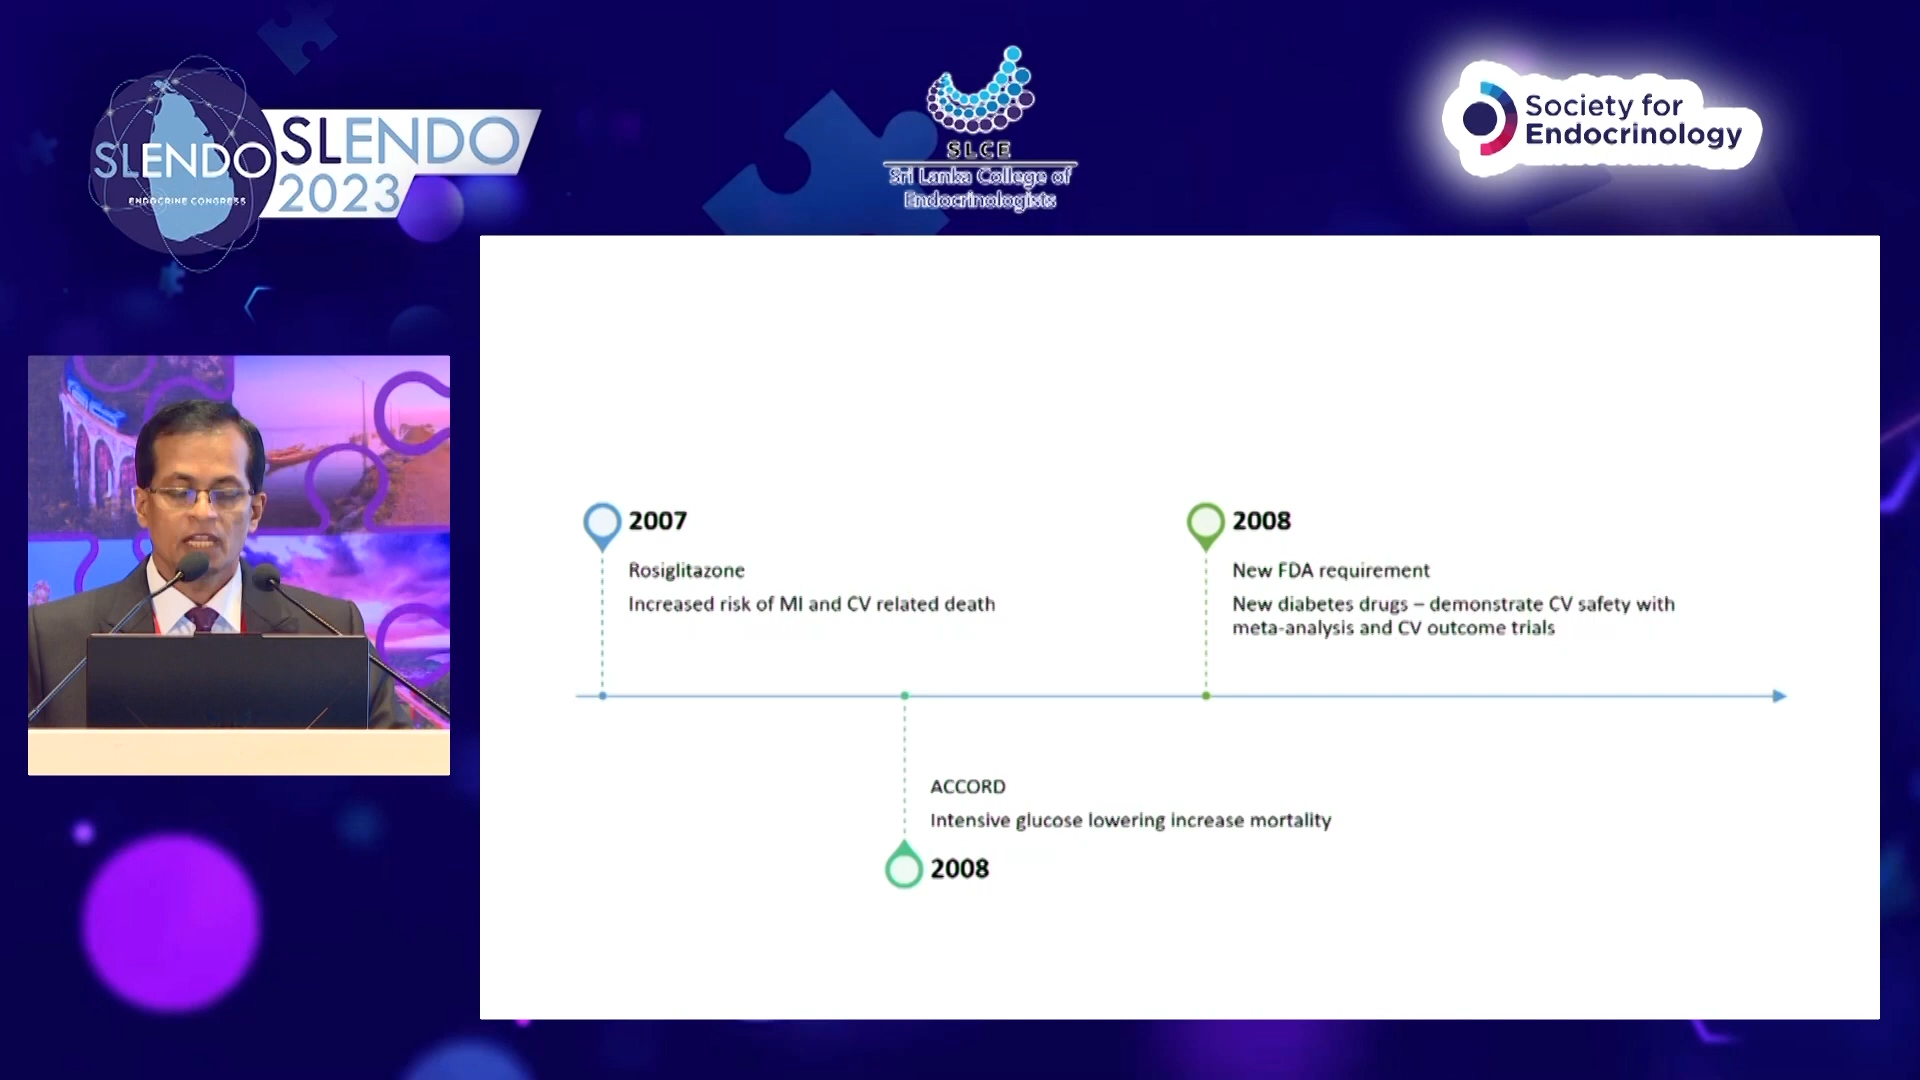 SLENDO
ENDOCRINE CONGRESS
SLENDO
2023
SLCE
Sri Lanka College of
Endocrinologists
Society for
Endocrinology
2007
Rosiglitazone
Increased risk of MI and CV related death
2008
New FDA requirement
New diabetes drugs – demonstrate CV safety with
meta-analysis and CV outcome trials
ACCORD
Intensive glucose lowering increase mortality
2008